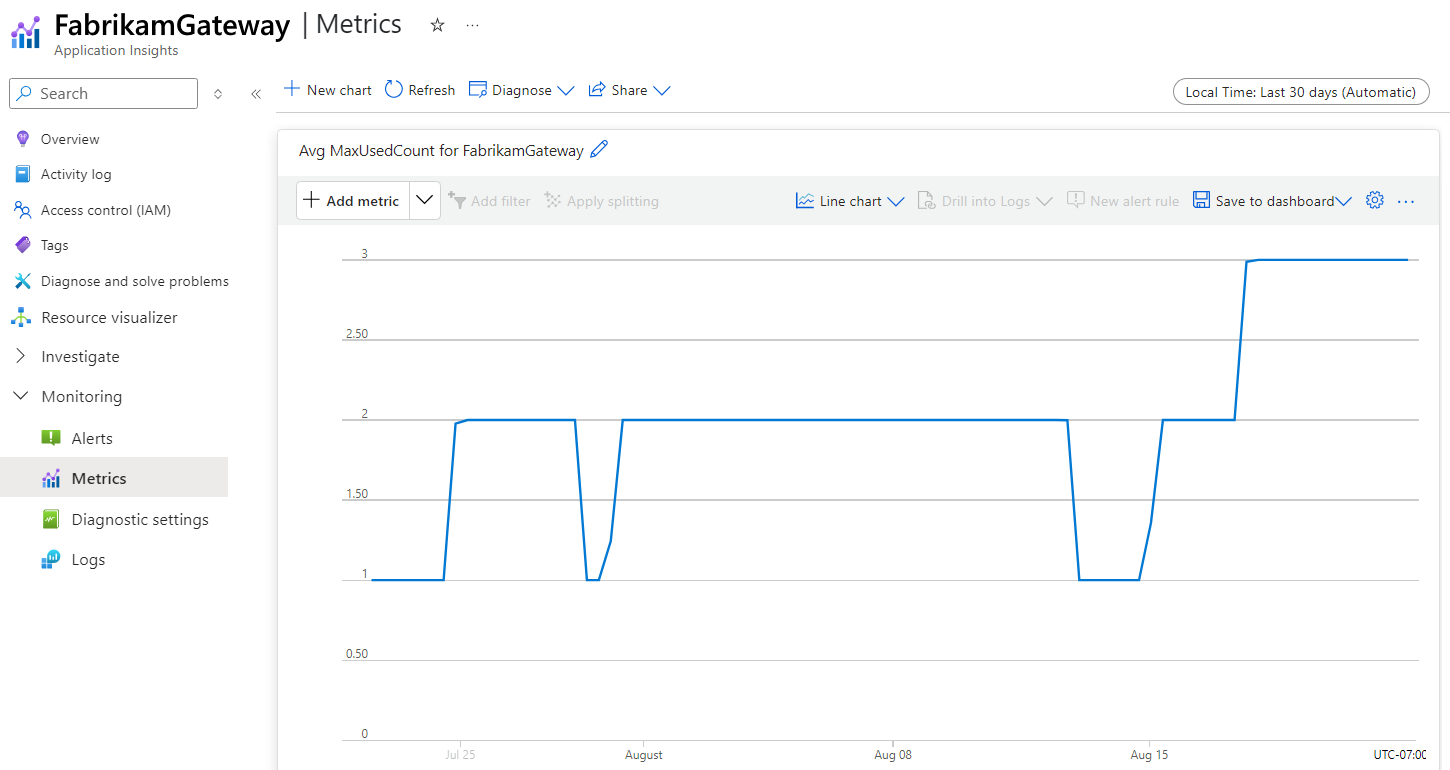 FabrikamGateway | Metrics ☆ ...
Application Insights
Search
Overview
Activity log
Access control (IAM)
Tags
Diagnose and solve problems
Resource visualizer
Investigate
Monitoring
Alerts
Metrics
Diagnostic settings
Logs
New chart Refresh Diagnose Share
Local Time: Last 30 days (Automatic)
Avg MaxUsedCount for FabrikamGateway
Add metric Add filter Apply splitting Line chart Drill into Logs New alert rule Save to dashboard ...
3
2.50
2
1.50
1
0.50
0
Jul 25 August Aug 08 Aug 15 UTC-07:00